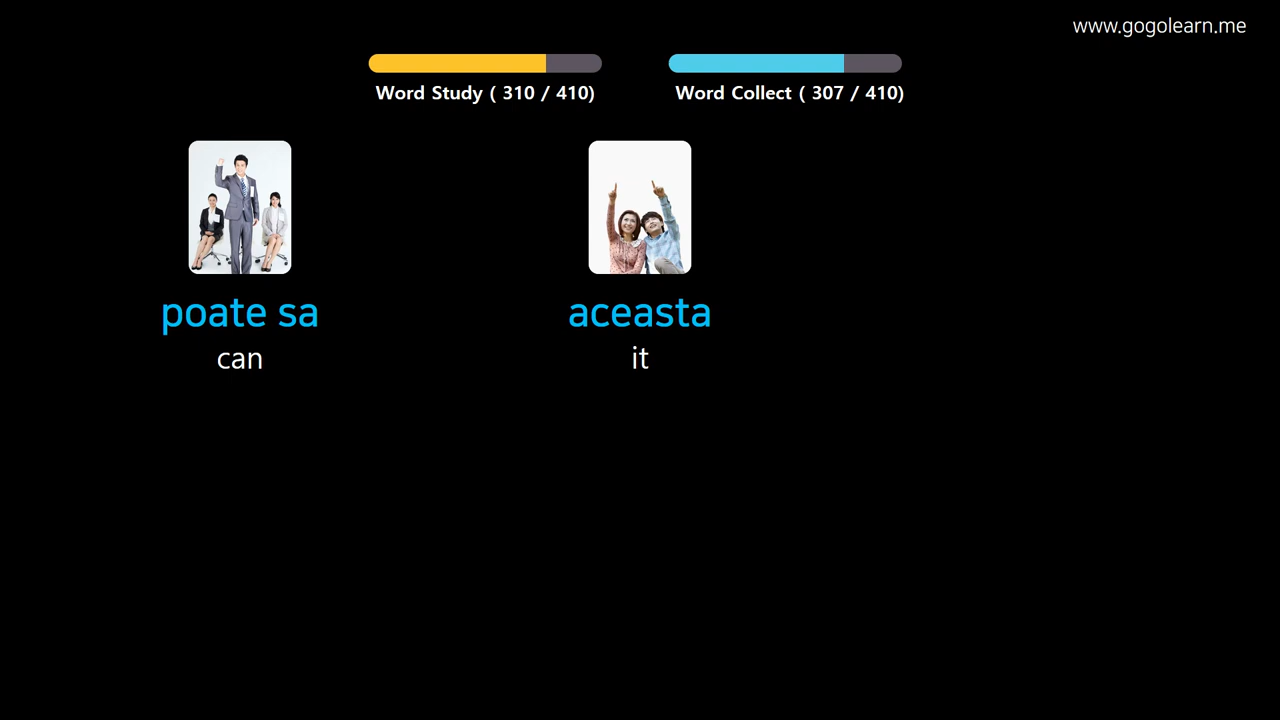 www.gogolearn.me
Word Study ( 310 / 410)
Word Collect ( 307 / 410)
poate sa
can
aceasta
it